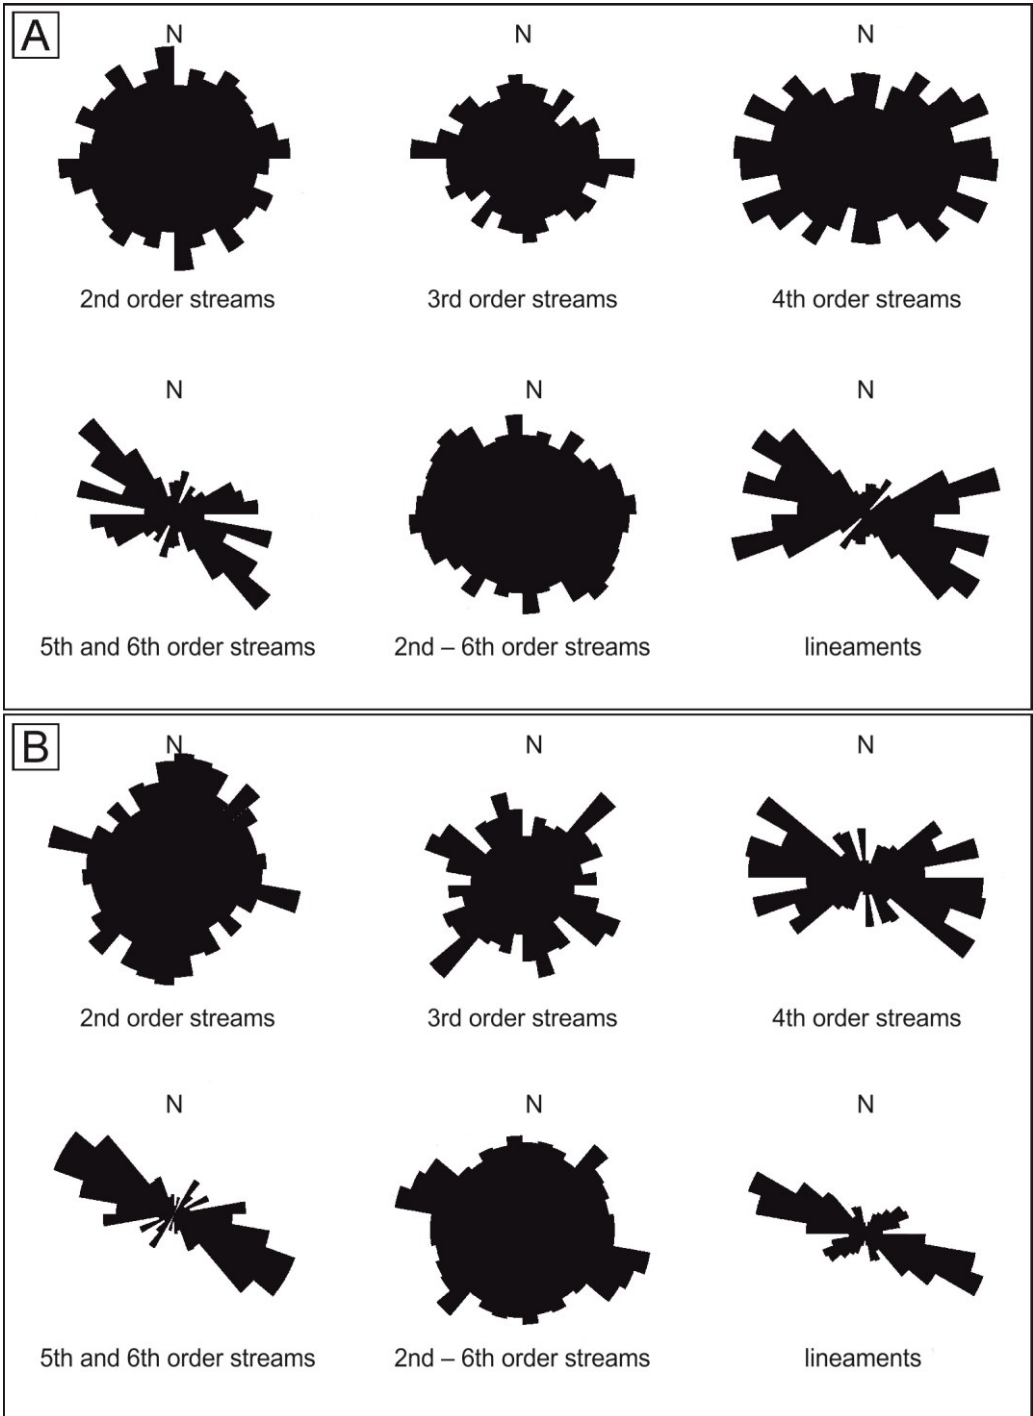 A
N N N
2nd order streams 3rd order streams 4th order streams
N N N
5th and 6th order streams 2nd – 6th order streams lineaments
B
N N N
2nd order streams 3rd order streams 4th order streams
N N N
5th and 6th order streams 2nd – 6th order streams lineaments